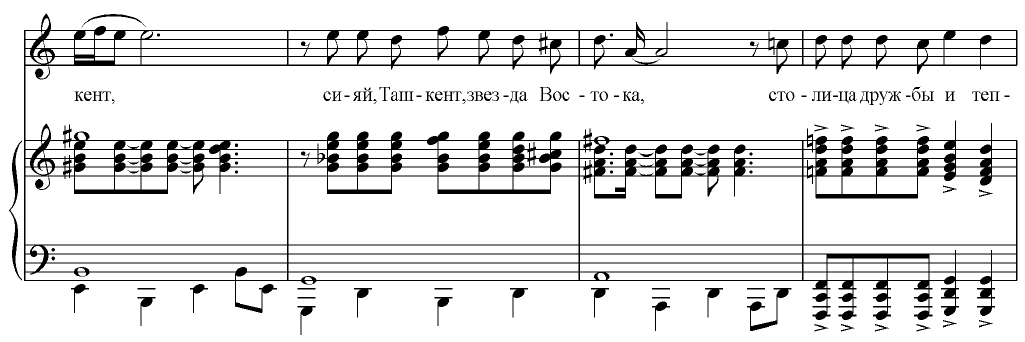 кент, си-яй,Таш-кент,звез-да Вос-то-ка, сто-ли-ца друж-бы и теп-